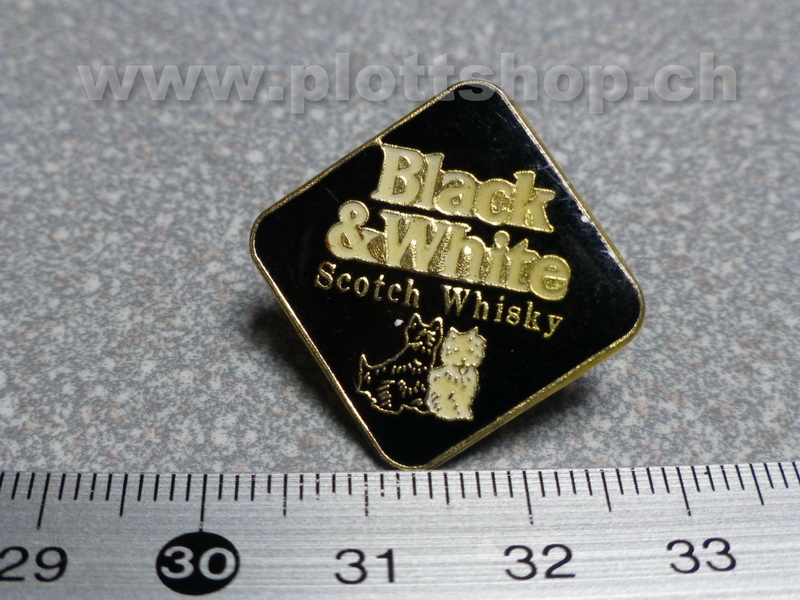 www.plottshop.ch
Black
& White
Scotch Whisky
29 30 31 32 33